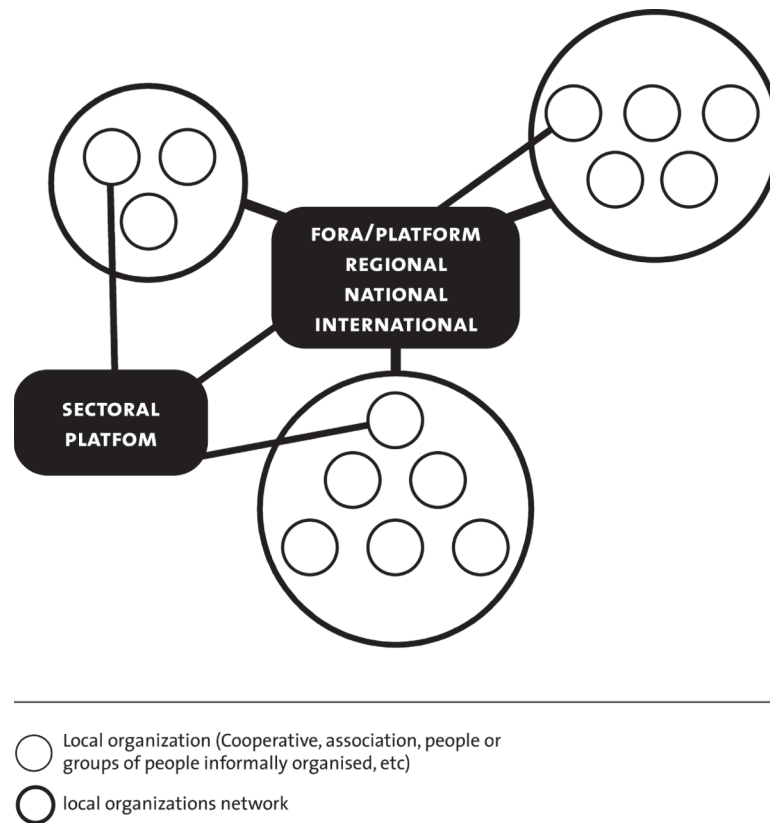 FORA/PLATFORM
REGIONAL
NATIONAL
INTERNATIONAL
SECTORAL
PLATFOM
Local organization (Cooperative, association, people or
groups of people informally organised, etc)
local organizations network